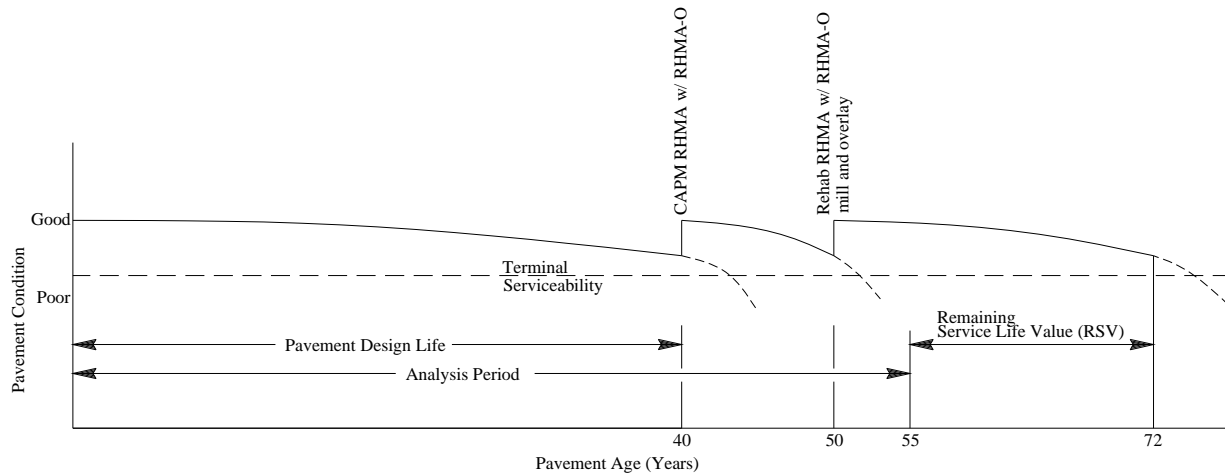 CAPM RHMA w/ RHMA-O
Rehab RHMA w/ RHMA-O
mill and overlay
Good
Terminal
Serviceability
Poor
Pavement Condition
Remaining
Service Life Value (RSV)
Pavement Design Life
Analysis Period
40
50
55
72
Pavement Age (Years)